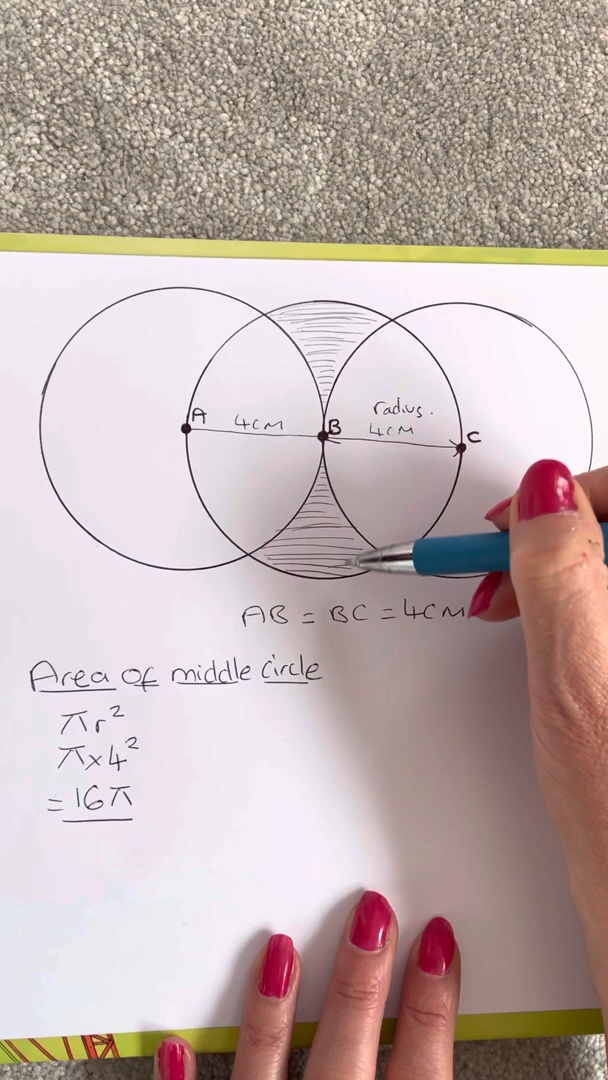 A 4cm B radius. 4cm C
AB = BC = 4cm
Area of middle circle
πr²
π×4²
= 16π